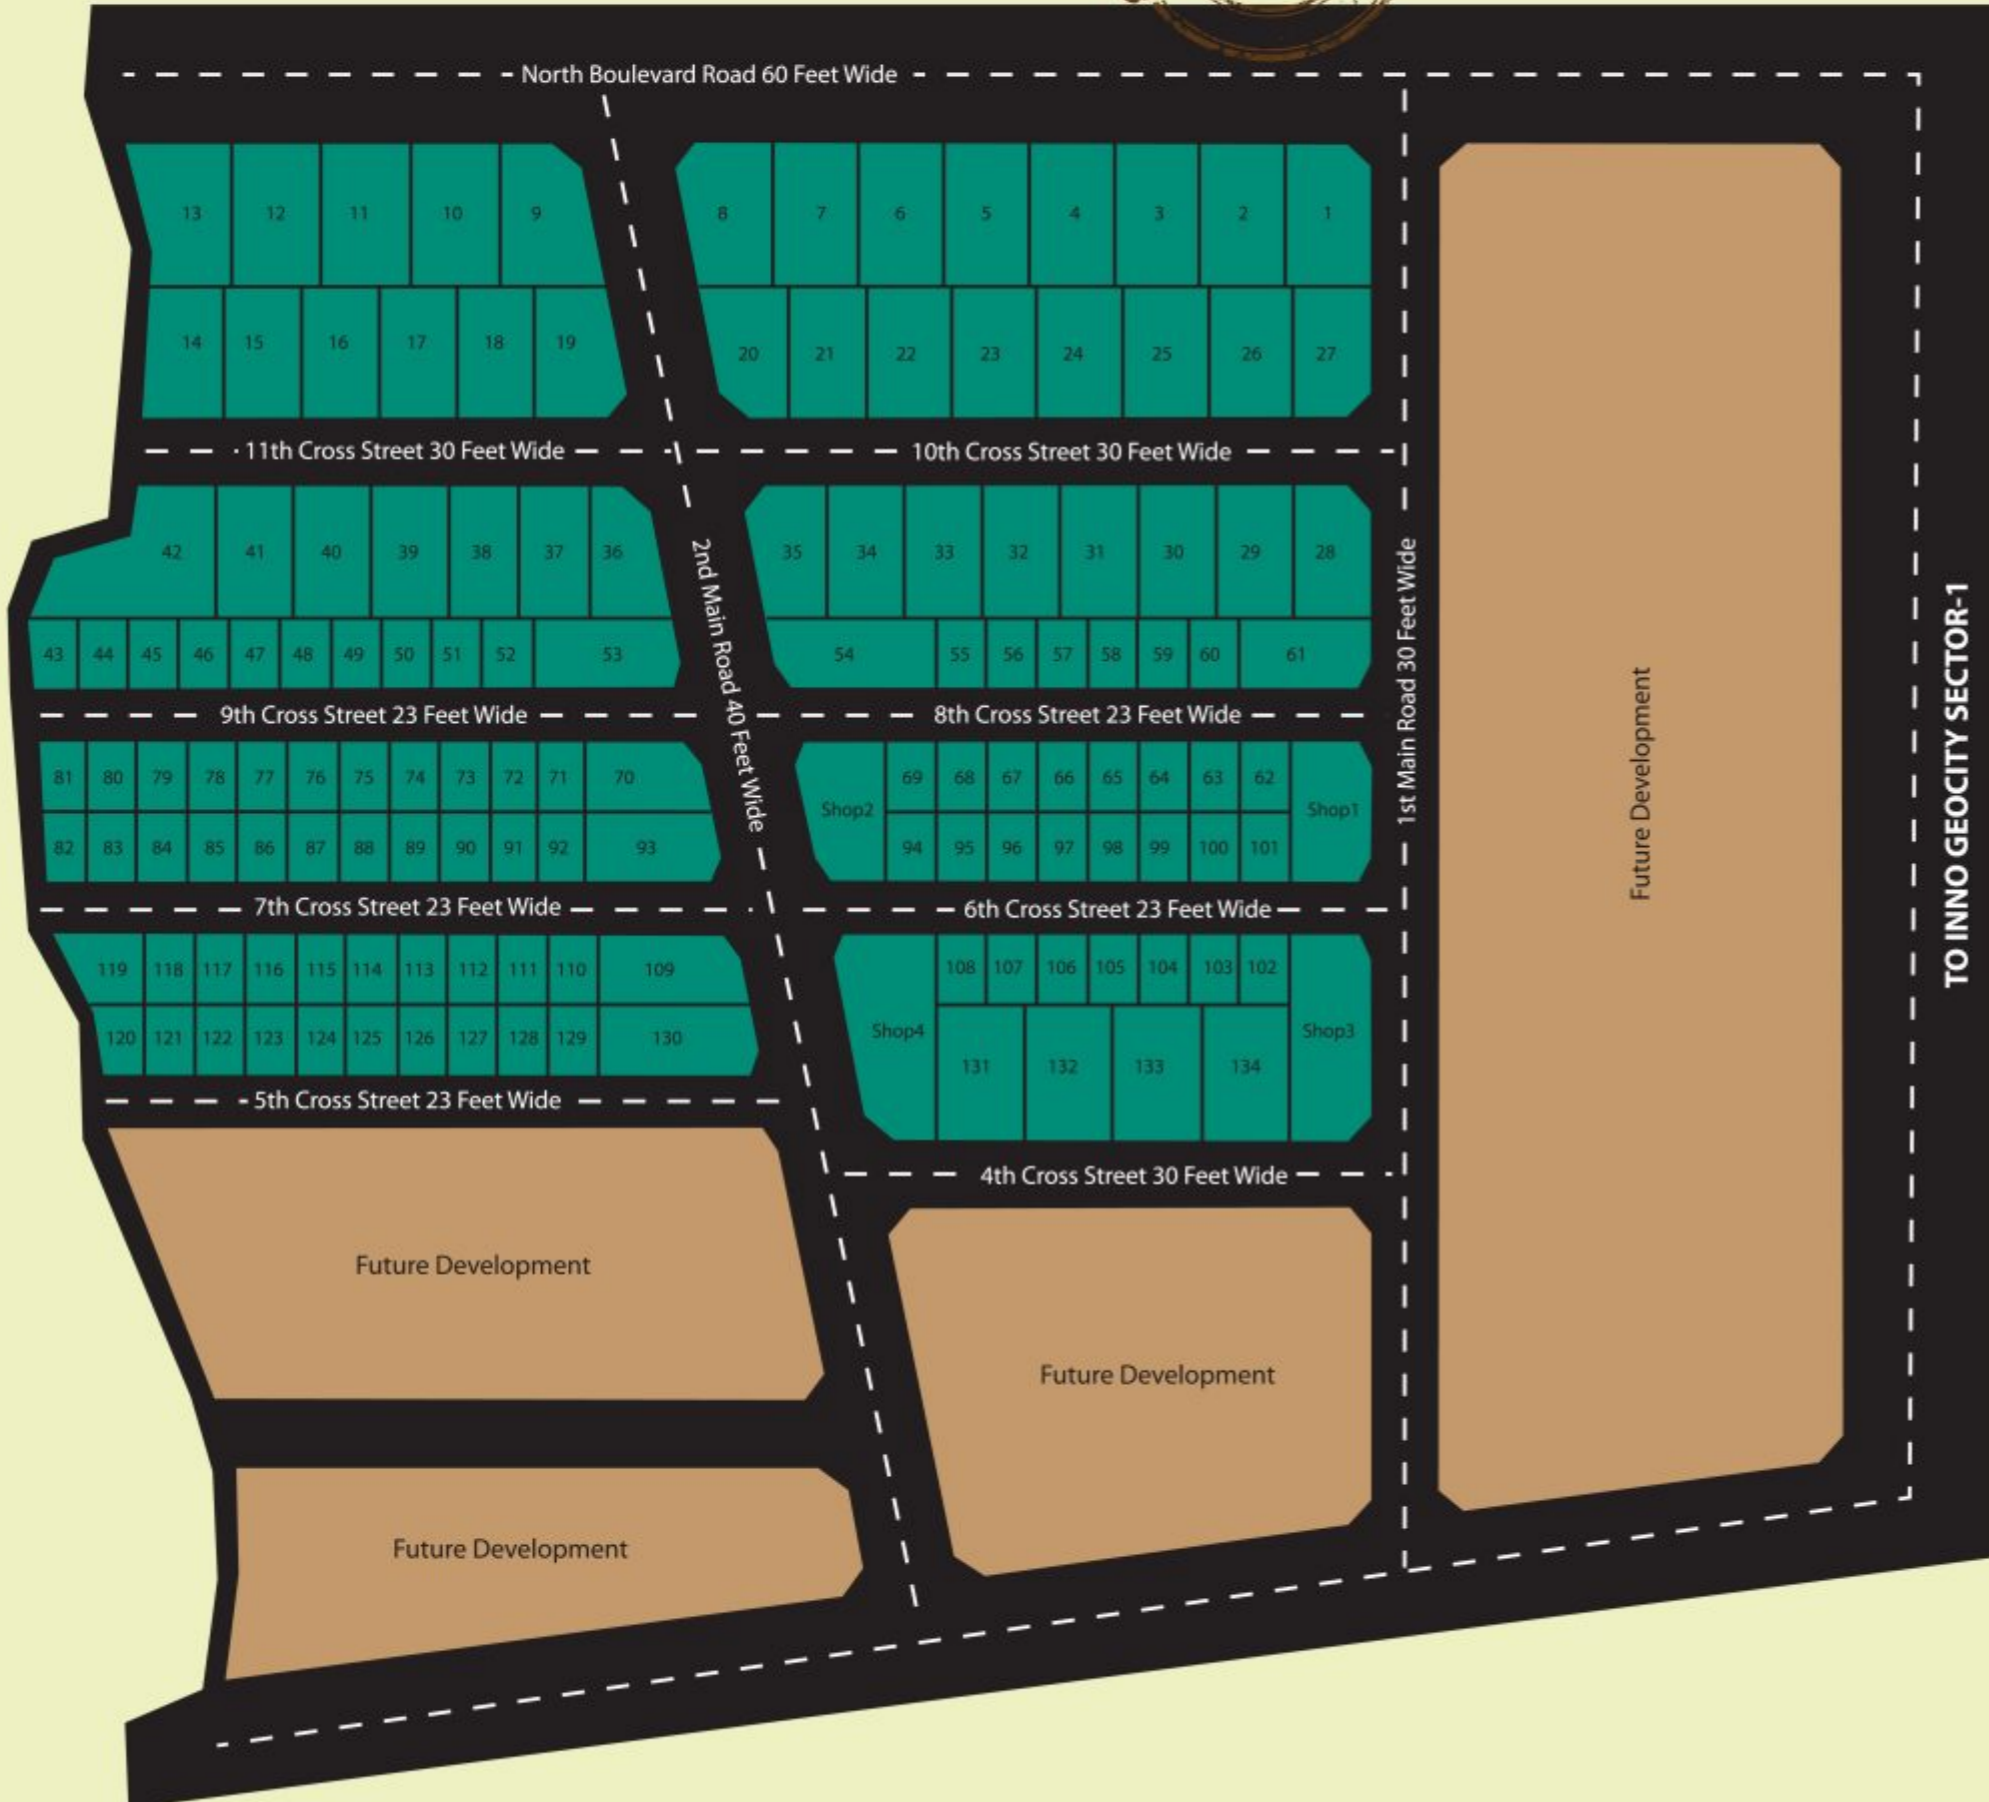 North Boulevard Road 60 Feet Wide
13 12 11 10 9
8 7 6 5 4 3 2 1
14 15 16 17 18 19
20 21 22 23 24 25 26 27
11th Cross Street 30 Feet Wide
10th Cross Street 30 Feet Wide
42 41 40 39 38 37 36
35 34 33 32 31 30 29 28
43 44 45 46 47 48 49 50 51 52 53
54 55 56 57 58 59 60 61
9th Cross Street 23 Feet Wide
8th Cross Street 23 Feet Wide
2nd Main Road 40 Feet Wide
1st Main Road 30 Feet Wide
Future Development
TO INNO GEOCITY SECTOR-1
81 80 79 78 77 76 75 74 73 72 71 70
69 68 67 66 65 64 63 62
Shop2
Shop1
82 83 84 85 86 87 88 89 90 91 92 93
94 95 96 97 98 99 100 101
7th Cross Street 23 Feet Wide
6th Cross Street 23 Feet Wide
119 118 117 116 115 114 113 112 111 110 109
108 107 106 105 104 103 102
120 121 122 123 124 125 126 127 128 129 130
Shop4
Shop3
131 132 133 134
5th Cross Street 23 Feet Wide
4th Cross Street 30 Feet Wide
Future Development
Future Development
Future Development